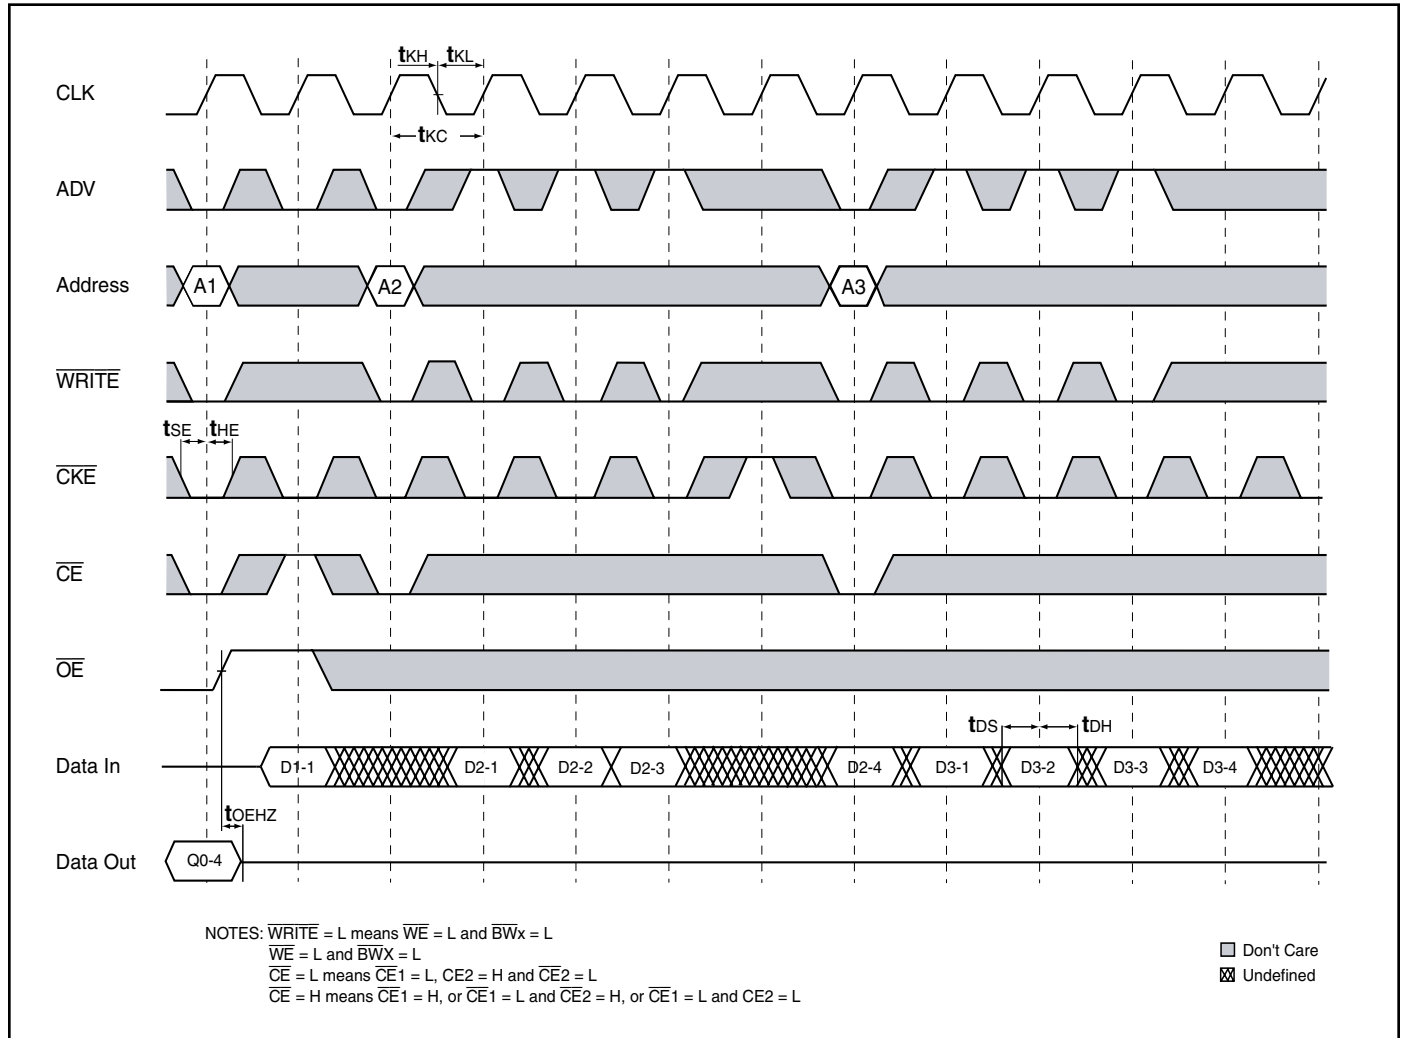 tKH tKL
CLK
tKC
ADV
Address A1 A2 A3
WRITE
tSE tHE
CKE
CE
OE
tDS tDH
Data In D1-1 D2-1 D2-2 D2-3 D2-4 D3-1 D3-2 D3-3 D3-4
tOEHZ
Data Out Q0-4
NOTES: WRITE = L means WE = L and BWx = L
WE = L and BWX = L
CE = L means CE1 = L, CE2 = H and CE2 = L
CE = H means CE1 = H, or CE1 = L and CE2 = H, or CE1 = L and CE2 = L
Don't Care
Undefined